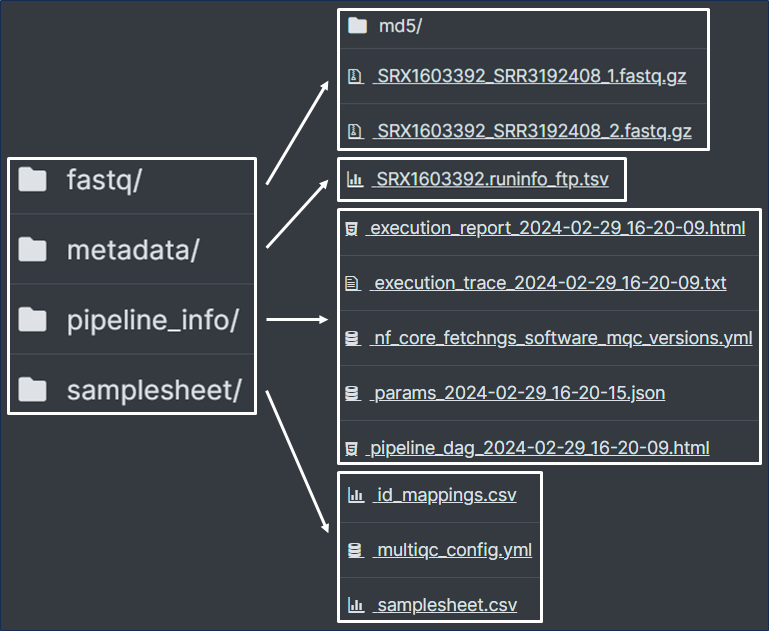 fastq/
metadata/
pipeline_info/
samplesheet/
md5/
SRX1603392_SRR3192408_1.fastq.gz
SRX1603392_SRR3192408_2.fastq.gz
SRX1603392.runinfo_ftp.tsv
execution_report_2024-02-29_16-20-09.html
execution_trace_2024-02-29_16-20-09.txt
nf_core_fetchngs_software_mqc_versions.yml
params_2024-02-29_16-20-15.json
pipeline_dag_2024-02-29_16-20-09.html
id_mappings.csv
multiqc_config.yml
samplesheet.csv